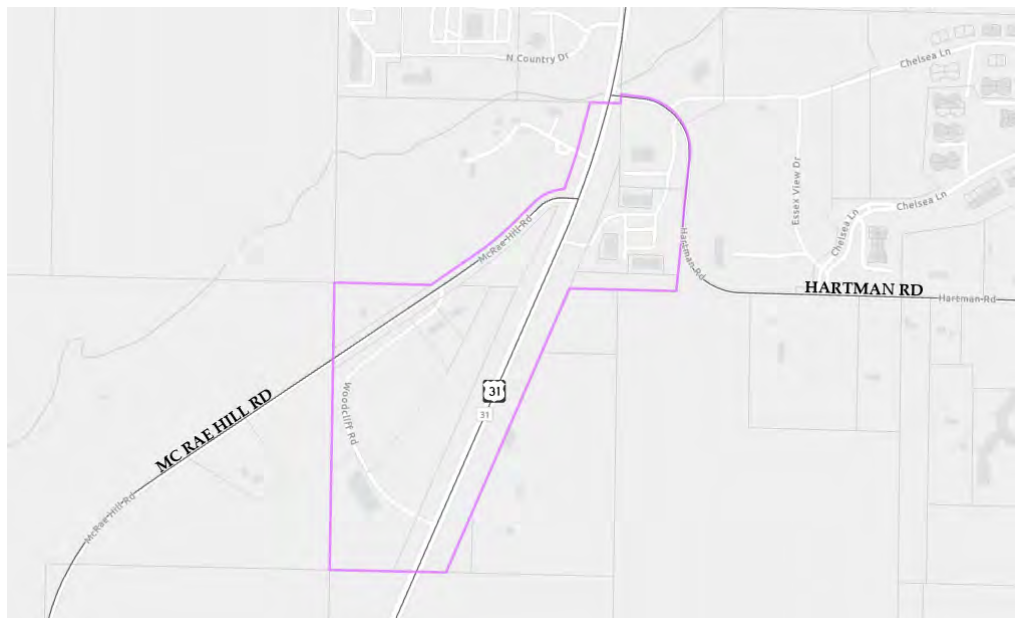 N Country Dr
Chelsea Ln
Essex View Dr
Chelsea Ln
Chelsea Ln
McRae Hill Rd
Hartman Rd
HARTMAN RD
Hartman Rd
31
31
Woodcliff Rd
MC RAE HILL RD
McRae Hill Rd